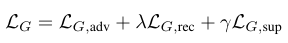 ℒ_G = ℒ_{G,adv} + λℒ_{G,rec} + γℒ_{G,sup}